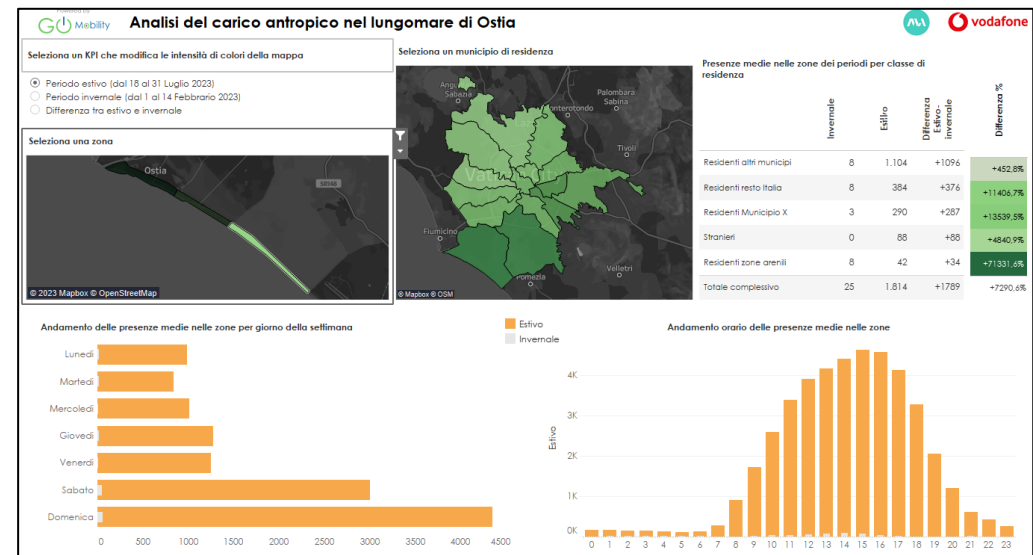 Powered by
GO Mobility
Analisi del carico antropico nel lungomare di Ostia
vodafone
Seleziona un KPI che modifica le intensità di colori della mappa
Periodo estivo (dal 18 al 31 Luglio 2023)
Periodo invernale (dal 1 al 14 Febbrario 2023)
Differenza tra estivo e invernale
Seleziona una zona
Ostia
© 2023 Mapbox © OpenStreetMap
Seleziona un municipio di residenza
Palombara
Sabina
Sabazia
Tivoli
Fiumicino
Velletri
Pomezia
© Mapbox © OSM
Presenze medie nelle zone dei periodi per classe di
residenza
Invernale Estivo Differenza Estivo-invernale Differenza %
Residenti altri municipi 8 1.104 +1096 +452,8%
Residenti resto Italia 8 384 +376 +11406,7%
Residenti Municipio X 3 290 +287 +13539,5%
Stranieri 0 88 +88 +4840,9%
Residenti zone arenili 8 42 +34 +71331,6%
Totale complessivo 25 1.814 +1789 +7290,6%
Andamento delle presenze medie nelle zone per giorno della settimana
Estivo
Invernale
Lunedì
Martedì
Mercoledì
Giovedì
Venerdì
Sabato
Domenica
0 500 1000 1500 2000 2500 3000 3500 4000 4500
Andamento orario delle presenze medie nelle zone
Estivo
4K
3K
2K
1K
0K
0 1 2 3 4 5 6 7 8 9 10 11 12 13 14 15 16 17 18 19 20 21 22 23